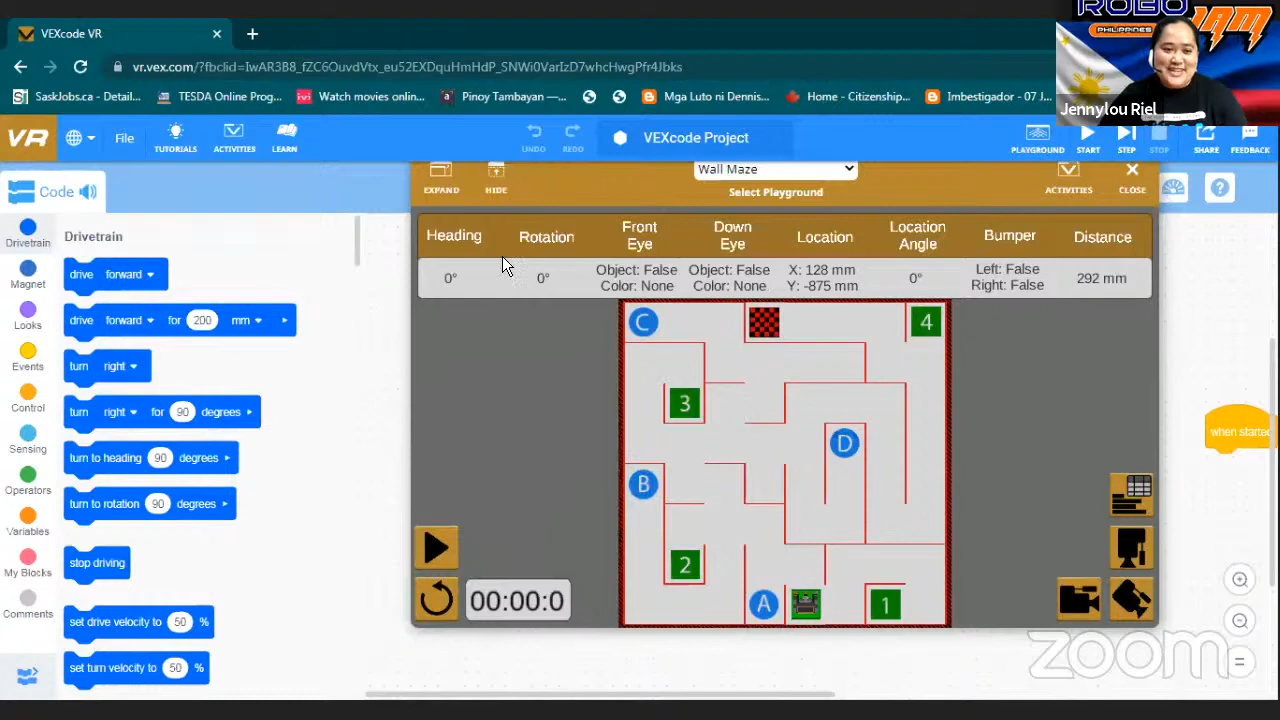 VEXcode VR
vr.vex.com/?fbclid=IwAR3B8_fZC6OuvdVtx_eu52EXDquHmHdP_SNWi0VarIzD7whcHwgPfr4Jbks
SaskJobs.ca - Detail...
TESDA Online Prog...
Watch movies onlin...
Pinoy Tambayan —...
Mga Luto ni Dennis...
Home - Citizenship...
Imbestigador - 07 J...
ROBO
JAM
PHILIPPINES
Jennylou Riel
VR
File
TUTORIALS
ACTIVITIES
LEARN
UNDO
REDO
VEXcode Project
PLAYGROUND
START
STEP
STOP
SHARE
FEEDBACK
Code
EXPAND
HIDE
Wall Maze
Select Playground
ACTIVITIES
CLOSE
Drivetrain
Magnet
Looks
Events
Control
Sensing
Operators
Variables
My Blocks
Comments
Drivetrain
drive forward
drive forward for 200 mm
turn right
turn right for 90 degrees
turn to heading 90 degrees
turn to rotation 90 degrees
stop driving
set drive velocity to 50 %
set turn velocity to 50 %
Heading
Rotation
Front
Eye
Down
Eye
Location
Location
Angle
Bumper
Distance
0°
0°
Object: False
Color: None
Object: False
Color: None
X: 128 mm
Y: -875 mm
0°
Left: False
Right: False
292 mm
C
4
3
D
B
2
A
1
00:00:0
when started
zoom